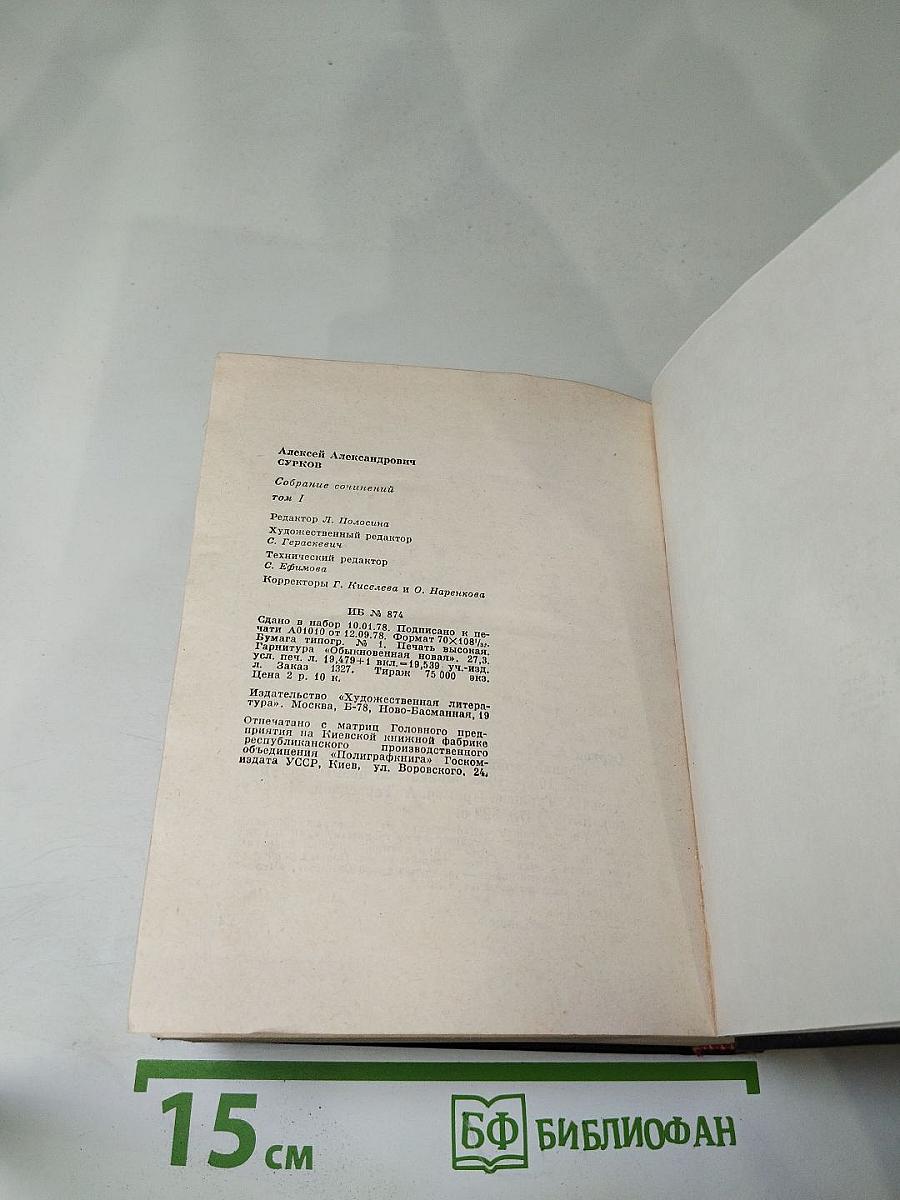 Алексей Александрович
СУРКОВ
Собрание сочинений
том I
Редактор Л. Полосина
Художественный редактор
С. Гераскевич
Технический редактор
С. Ефимова
Корректоры Г. Киселева и О. Наренкова
ИБ № 874
Сдано в набор 10.01.78. Подписано к пе-
чати А01010 от 12.09.78. Формат 70×108¹/₃₂.
Бумага типогр. № 1. Печать высокая.
Гарнитура «Обыкновенная новая». 27,3.
усл. печ. л. 19,479+1 вкл.=19,539 уч.-изд.
л. Заказ 1327. Тираж 75 000 экз.
Цена 2 р. 10 к.
Издательство «Художественная литера-
тура». Москва, Б-78, Ново-Басманная, 19
Отпечатано с матриц Головного пред-
приятия на Киевской книжной фабрике
республиканского производственного
объединения «Полиграфкнига» Госком-
издата УССР, Киев, ул. Воровского, 24.
15 см
БФ БИБЛИОФАН